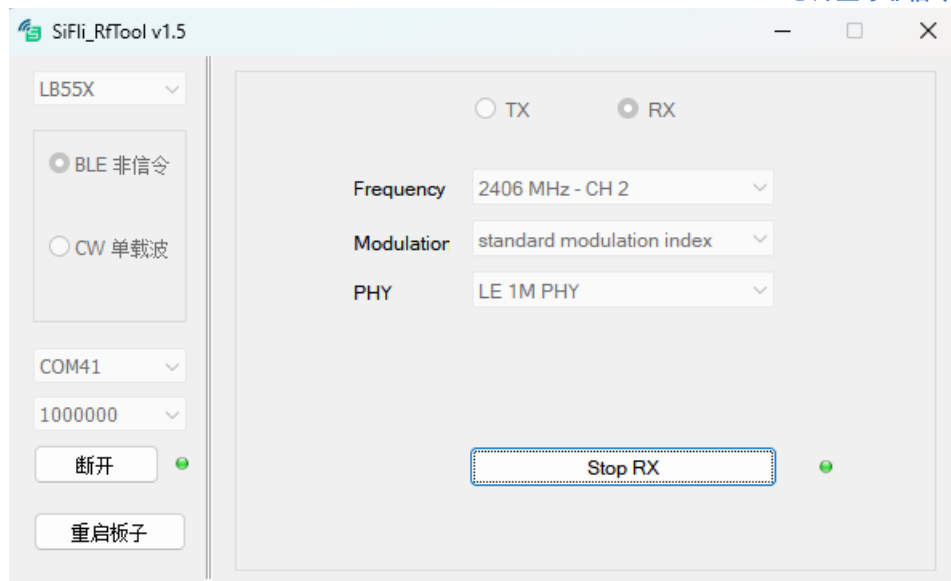 SiFli_RfTool v1.5
LB55X
BLE 非信令
CW 单载波
COM41
1000000
断开
重启板子
TX
RX
Frequency
2406 MHz - CH 2
Modulation
standard modulation index
PHY
LE 1M PHY
Stop RX